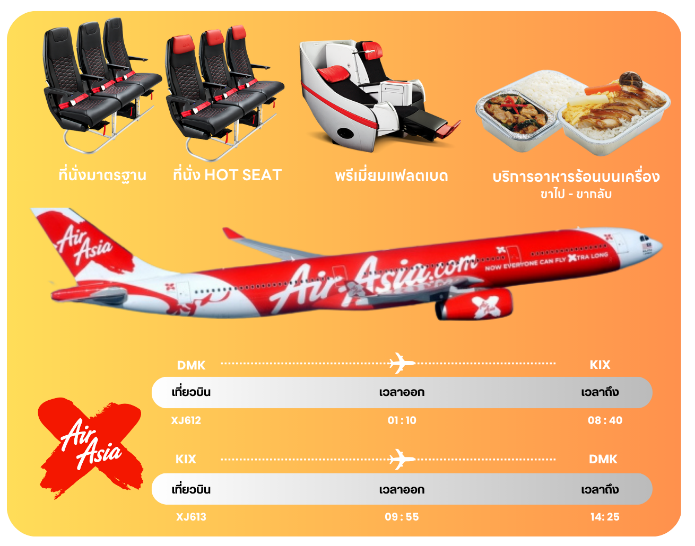 ที่นั่งมาตรฐาน
ที่นั่ง HOT SEAT
พรีเมี่ยมแฟลตเบด
บริการอาหารร้อนบนเครื่อง
ขาไป - ขากลับ
Air
Asia
AirAsia.com
NOW EVERYONE CAN FLY XTRA LONG
DMK KIX
เที่ยวบิน เวลาออก เวลาถึง
XJ612 01:10 08:40
Air
Asia
KIX DMK
เที่ยวบิน เวลาออก เวลาถึง
XJ613 09:55 14:25